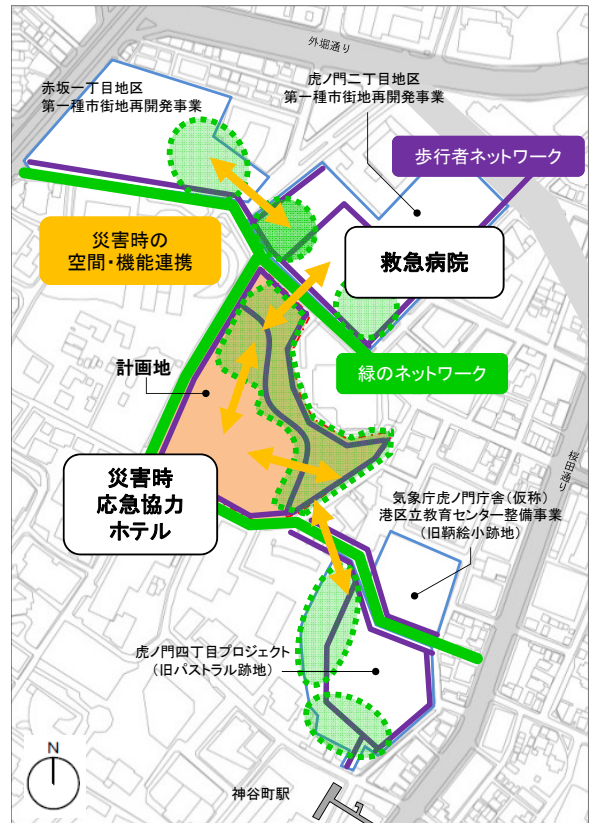 外堀通り
虎ノ門二丁目地区
第一種市街地再開発事業
赤坂一丁目地区
第一種市街地再開発事業
歩行者ネットワーク
災害時の
空間・機能連携
救急病院
計画地
緑のネットワーク
桜田通り
災害時
応急協力
ホテル
気象庁虎ノ門庁舎(仮称)
港区立教育センター整備事業
(旧鞆絵小跡地)
虎ノ門四丁目プロジェクト
(旧パストラル跡地)
N
神谷町駅